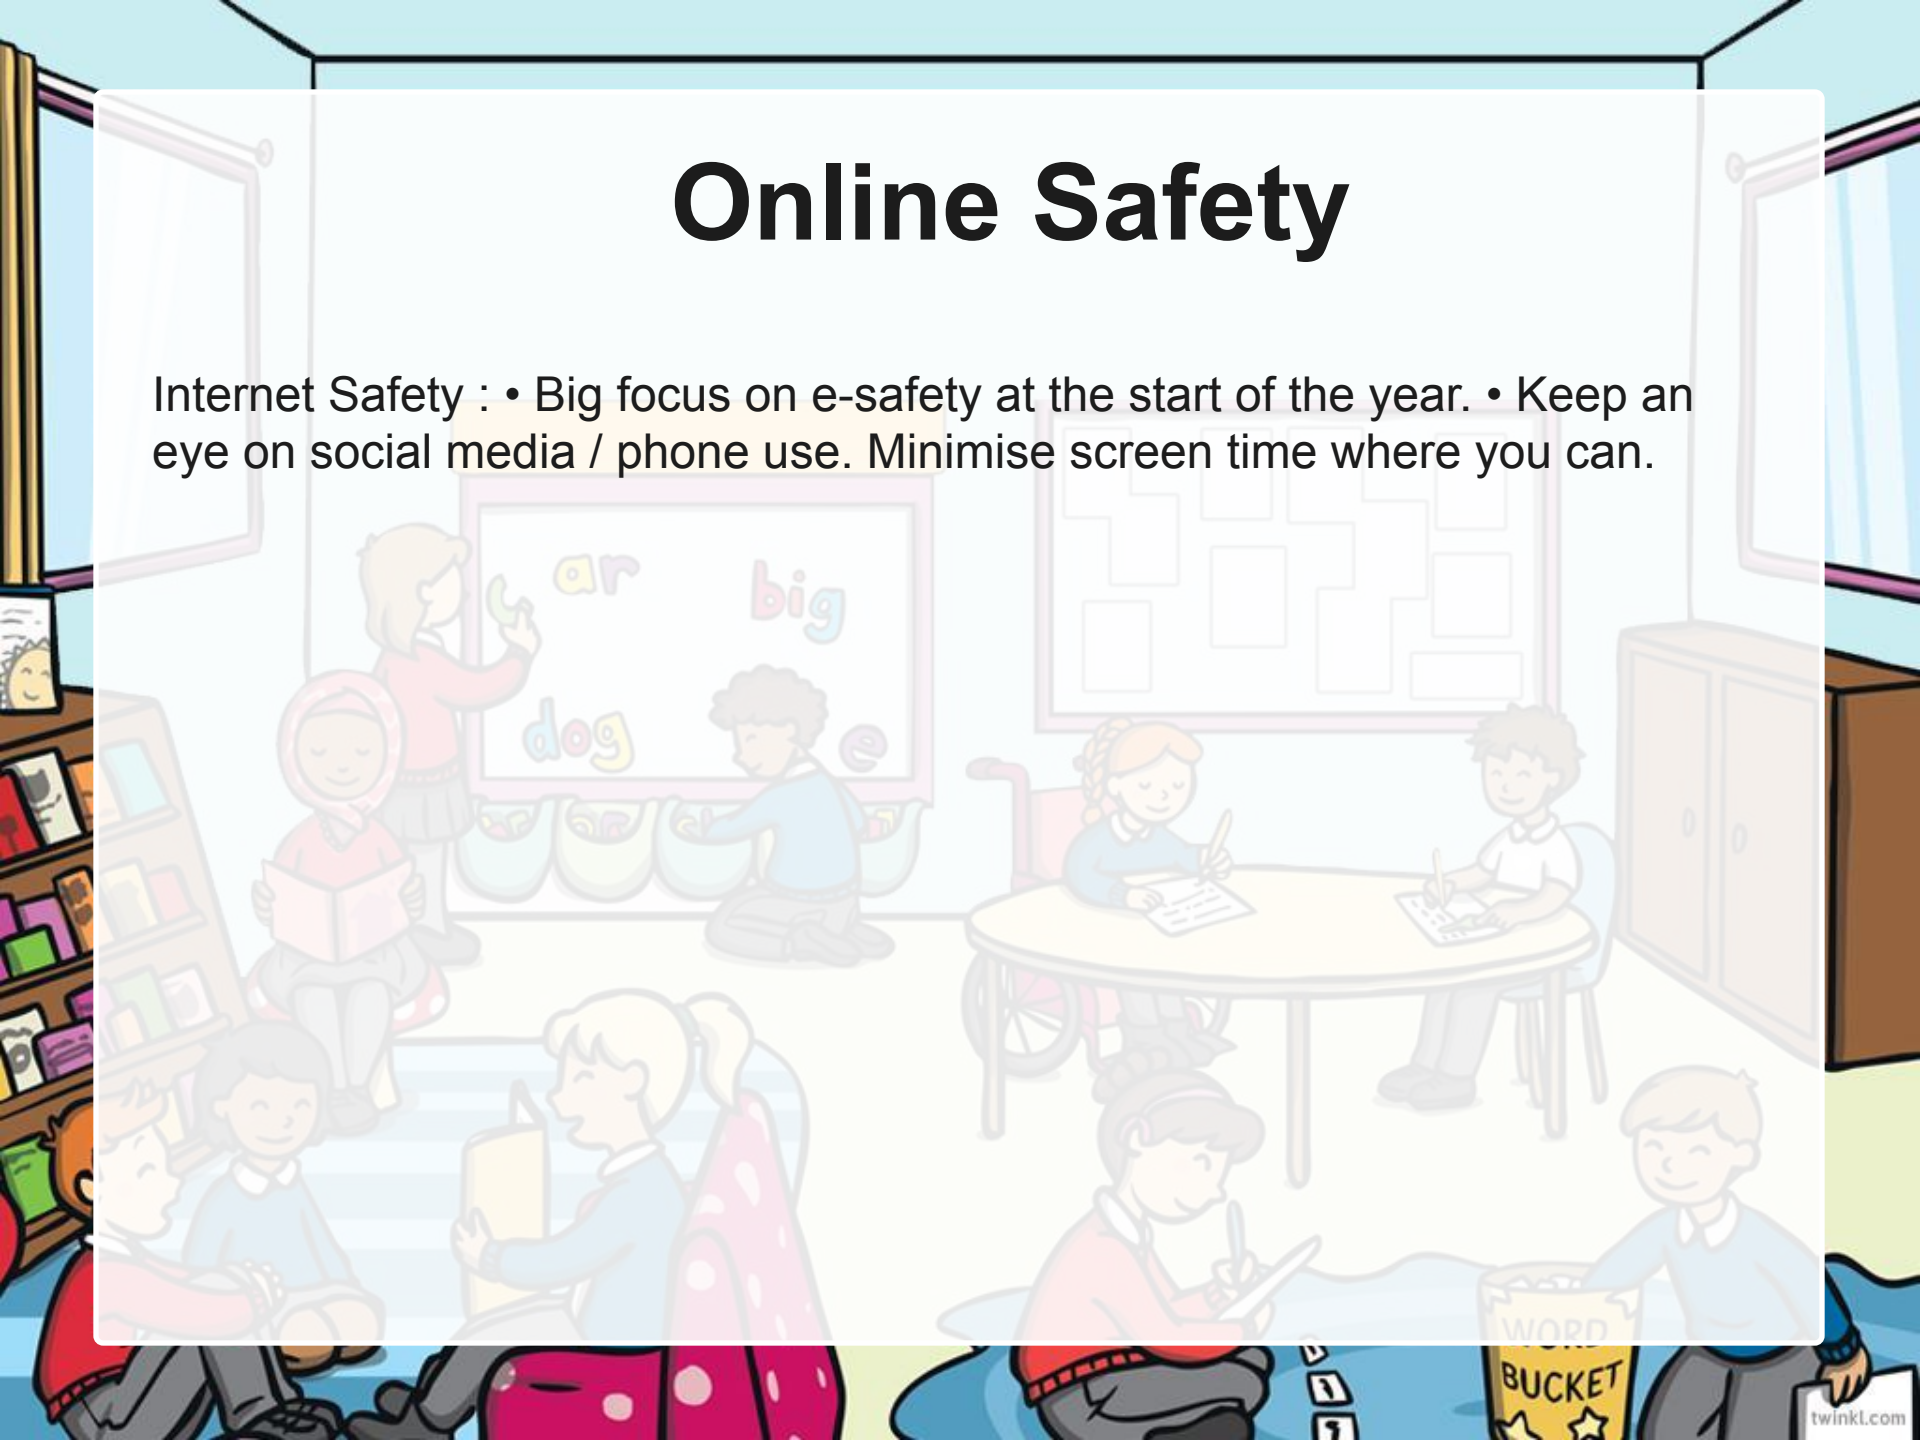 Online Safety
Internet Safety : • Big focus on e-safety at the start of the year. • Keep an
eye on social media / phone use. Minimise screen time where you can.
ar
big
dog
e
WORD
BUCKET
twinkl.com